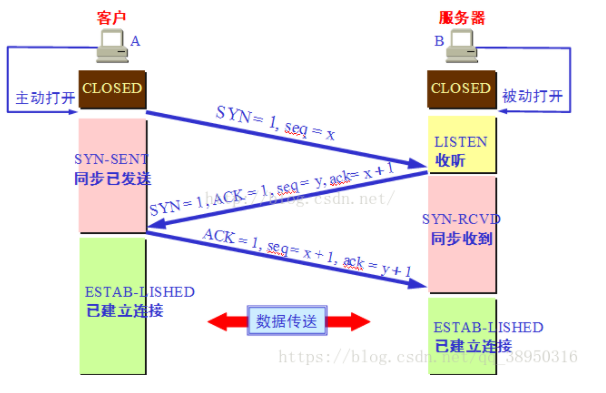 客户
服务器
A
B
CLOSED
CLOSED
主动打开
被动打开
SYN=1, seq=x
LISTEN
收听
SYN-SENT
同步已发送
SYN=1, ACK=1, seq=y, ack=x+1
http://blog.csdn.net/
SYN-RCVD
同步收到
ACK=1, seq=x+1, ack=y+1
ESTAB-LISHED
已建立连接
数据传送
ESTAB-LISHED
已建立连接
https://blog.csdn.net/qq_38950316